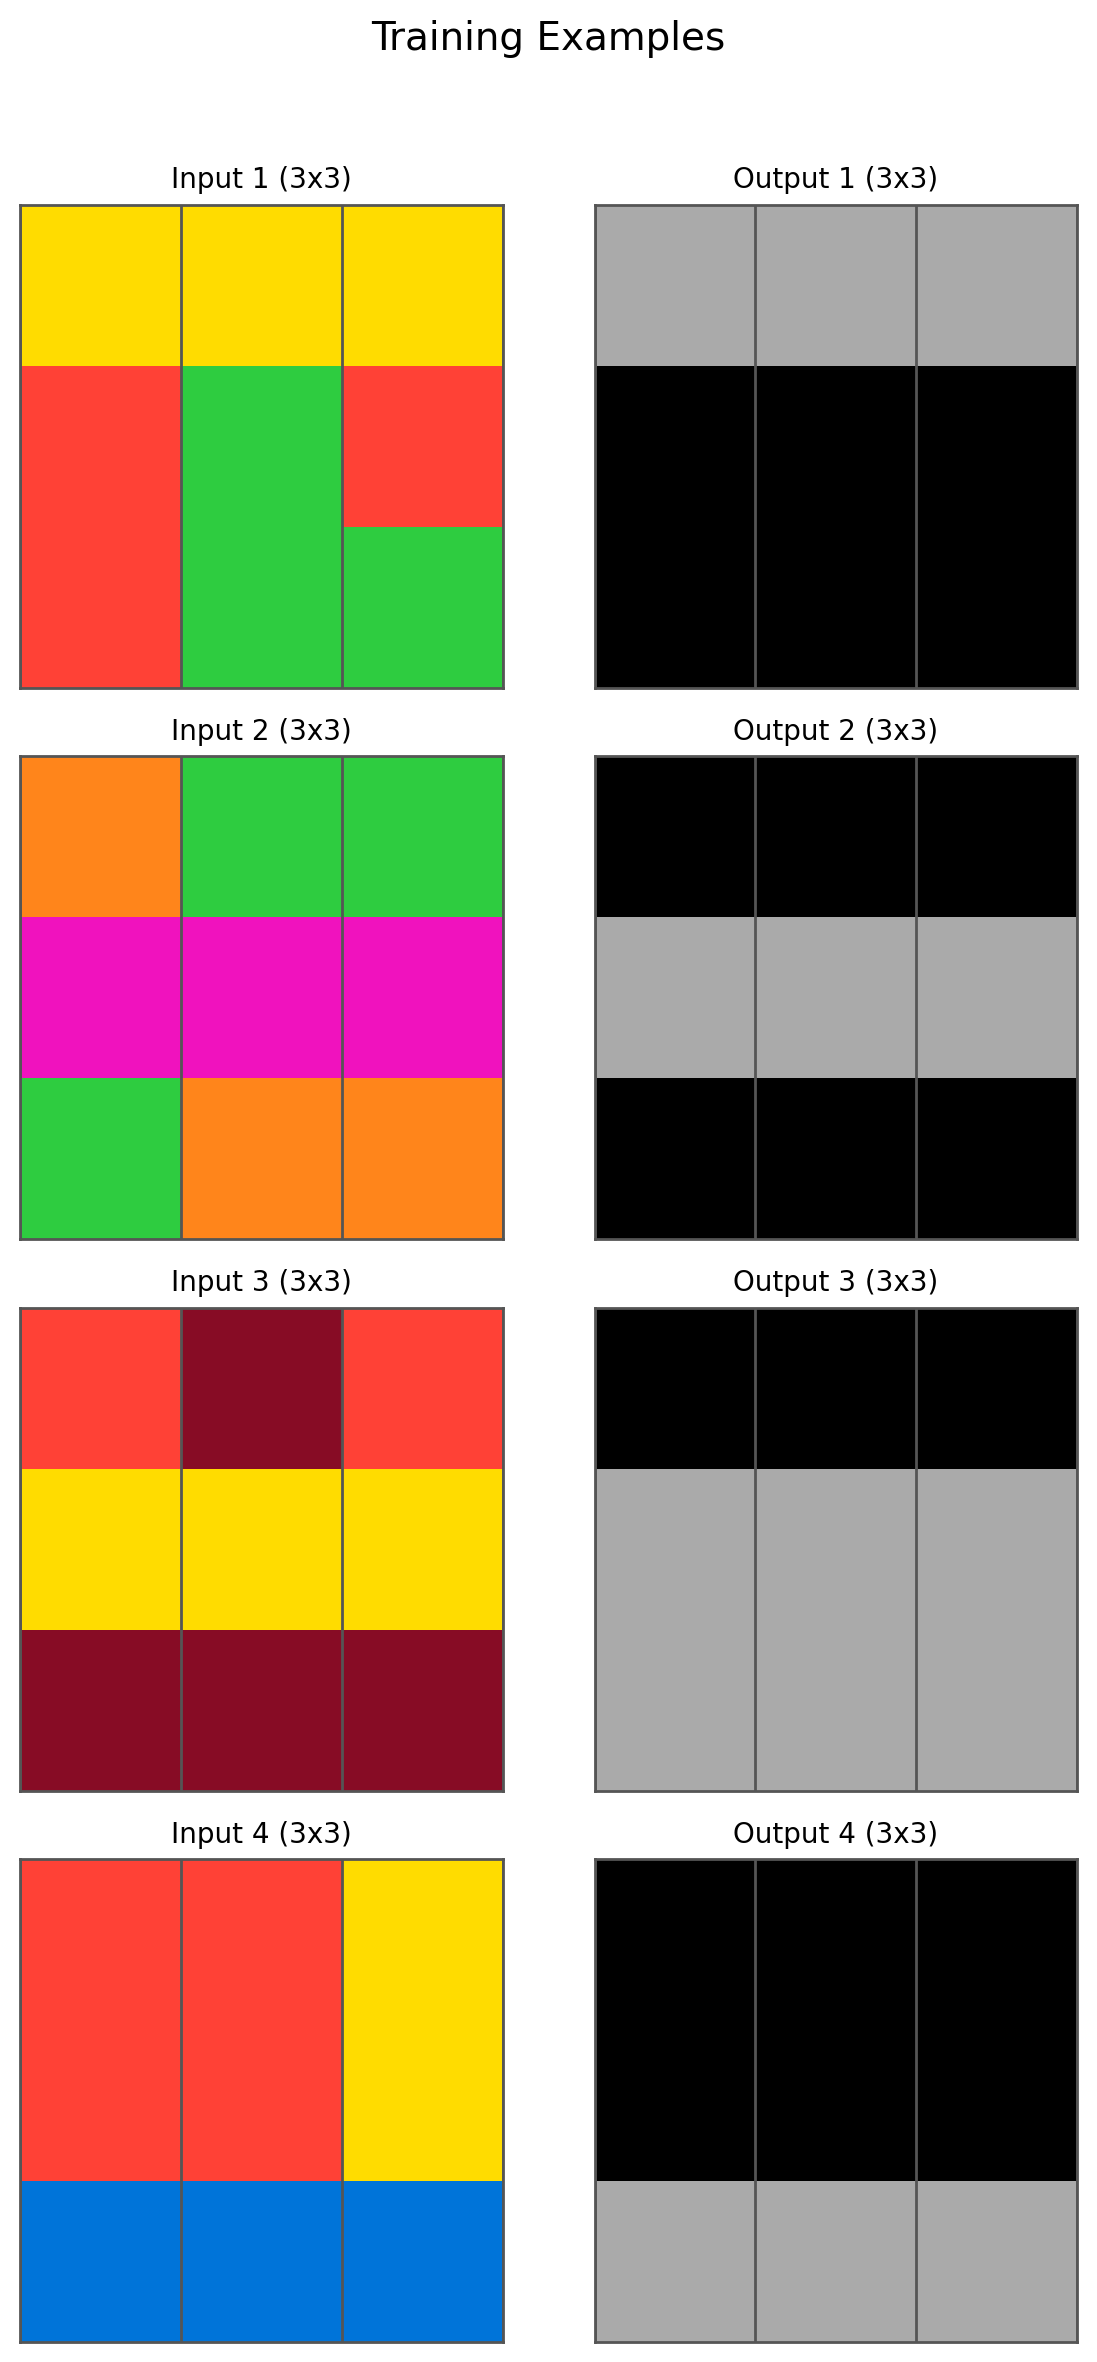 Training Examples
Input 1 (3x3)
Output 1 (3x3)
Input 2 (3x3)
Output 2 (3x3)
Input 3 (3x3)
Output 3 (3x3)
Input 4 (3x3)
Output 4 (3x3)